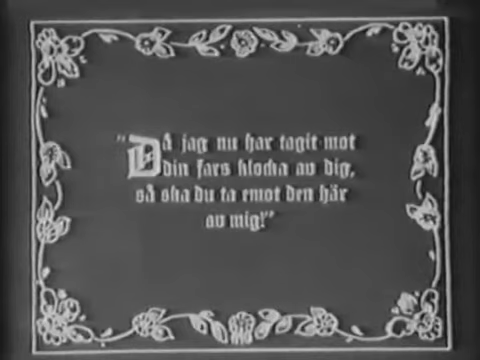 "Då jag nu har tagit mot
din fars klocka av dig,
så ska du ta emot den här
av mig!"